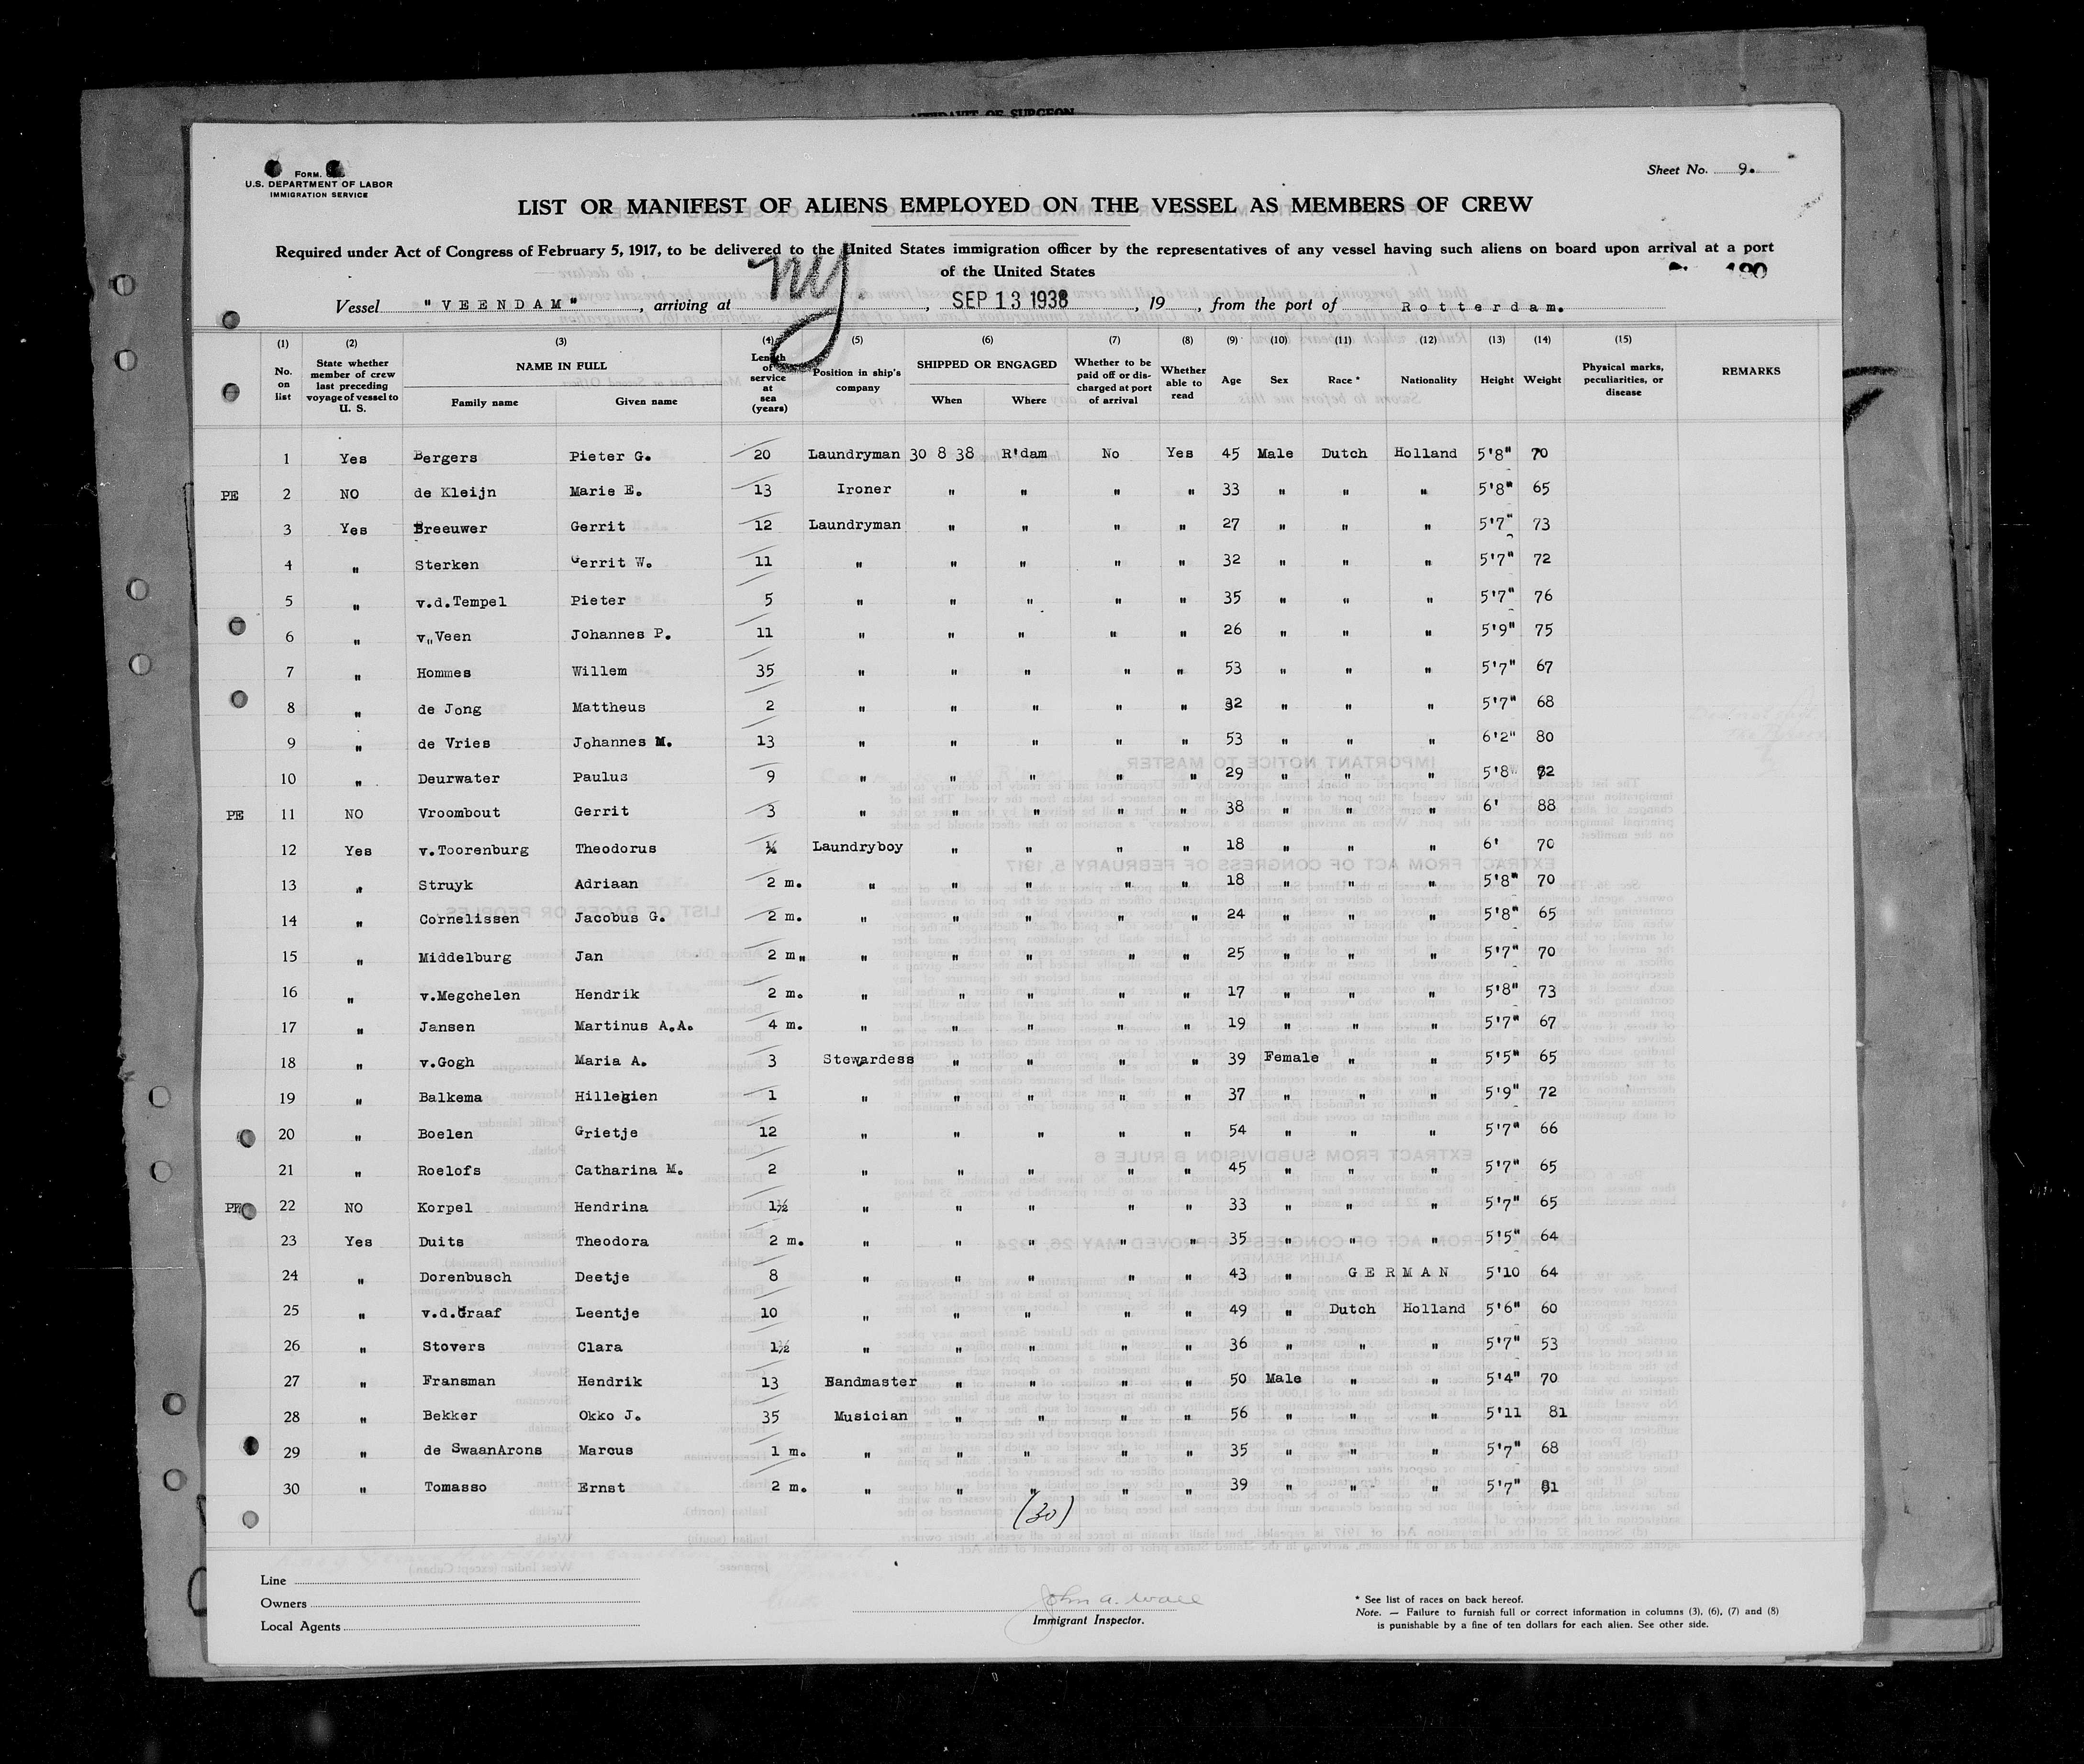 AFFIDAVIT OF SURGEON
Form.
U.S. DEPARTMENT OF LABOR
IMMIGRATION SERVICE
Sheet No. 9.
LIST OR MANIFEST OF ALIENS EMPLOYED ON THE VESSEL AS MEMBERS OF CREW
Required under Act of Congress of February 5, 1917, to be delivered to the United States immigration officer by the representatives of any vessel having such aliens on board upon arrival at a port
of the United States
Vessel "VEENDAM", arriving at NY., SEP 13 1938, 19 , from the port of Rotterdam.
(1) (2) (3) (4) (5) (6) (7) (8) (9) (10) (11) (12) (13) (14) (15)
No. on list State whether member of crew last preceding voyage of vessel to U. S. NAME IN FULL Family name Given name Length of service at sea (years) Position in ship's company SHIPPED OR ENGAGED When Where Whether to be paid off or discharged at port of arrival Whether able to read Age Sex Race * Nationality Height Weight Physical marks, peculiarities, or disease REMARKS
1 Yes Bergers Pieter G. 20 Laundryman 30 8 38 R'dam No Yes 45 Male Dutch Holland 5'8" 70
PE 2 NO de Kleijn Marie E. 13 Ironer " " " " 33 " " " 5'8" 65
3 Yes Breeuwer Gerrit 12 Laundryman " " " " 27 " " " 5'7" 73
4 " Sterken Gerrit W. 11 " " " " " 32 " " " 5'7" 72
5 " v.d.Tempel Pieter 5 " " " " " 35 " " " 5'7" 76
6 " v,,Veen Johannes P. 11 " " " " " 26 " " " 5'9" 75
7 " Hommes Willem 35 " " " " " 53 " " " 5'7" 67
8 " de Jong Mattheus 2 " " " " " 32 " " " 5'7" 68
9 " de Vries Johannes M. 13 " " " " " 53 " " " 6'2" 80
10 " Deurwater Paulus 9 " " " " " 29 " " " 5'8"
PE 11 NO Vroombout Gerrit 3 " " " " " 38 " " " 6' 88
12 Yes v.Toorenburg Theodorus Laundryboy " " " " 18 " " " 6' 70
13 " Struyk Adriaan 2 m. " " " " " 18 " " " 5'8" 70
14 " Cornelissen Jacobus G. 2 m. " " " " " 24 " " " 5'8" 65
15 " Middelburg Jan 2 m,, " " " " " 25 " " " 5'7" 70
16 " v.Megchelen Hendrik 2 m. " " " " " 17 " " " 5'8" 73
17 " Jansen Martinus A.A. 4 m. " " " " " 19 " " " 5'7" 67
18 " v.Gogh Maria A. 3 Stewardess " " " " 39 Female " " 5'5" 65
19 " Balkema Hillegien 1 " " " " " 37 " " " 5'9" 72
20 " Boelen Grietje 12 " " " " " 54 " " " 5'7" 66
21 " Roelofs Catharina M. 2 " " " " " 45 " " " 5'7" 65
PE 22 NO Korpel Hendrina 1½ " " " " " 33 " " " 5'7" 65
23 Yes Duits Theodora 2 m. " " " " " 35 " " " 5'5" 64
24 " Dorenbusch Deetje 8 " " " " " 43 " GERMAN 5'10 64
25 " v.d.Graaf Leentje 10 " " " " " 49 " Dutch Holland 5'6" 60
26 " Stovers Clara 1½ " " " " " 36 " " " 5'7" 53
27 " Fransman Hendrik 13 Bandmaster " " " " 50 Male " " 5'4" 70
28 " Bekker Okko J. 35 Musician " " " " 56 " " " 5'11 81
29 " de SwaanArons Marcus 1 m. " " " " " 35 " " " 5'7" 68
30 " Tomasso Ernst 2 m. " " " " " 39 " " " 5'7"
(30)
Line
Owners
Local Agents
John A. Wall
Immigrant Inspector.
* See list of races on back hereof.
Note. — Failure to furnish full or correct information in columns (3), (6), (7) and (8)
is punishable by a fine of ten dollars for each alien. See other side.